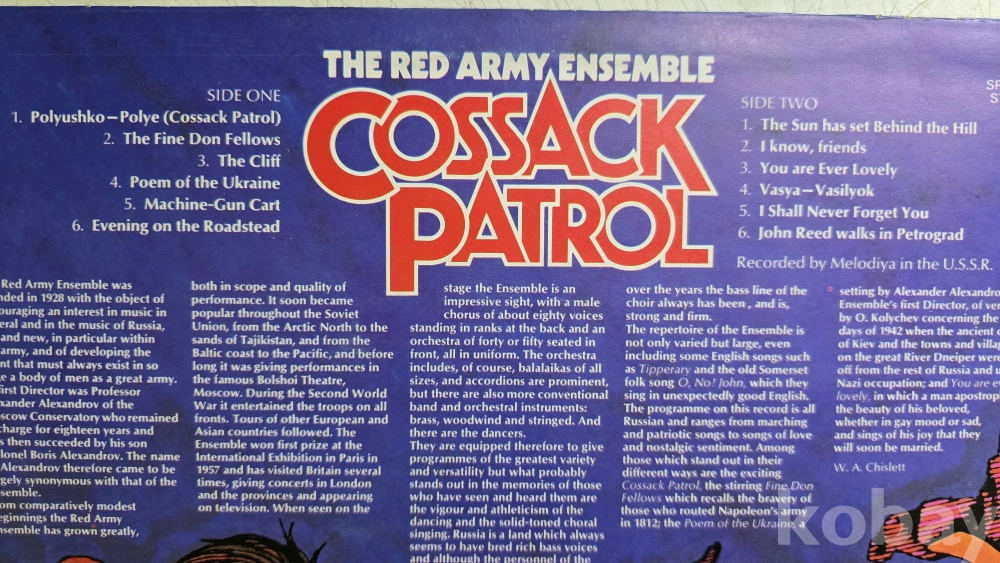 THE RED ARMY ENSEMBLE
COSSACK
PATROL
SIDE ONE
1. Polyushko–Polye (Cossack Patrol)
2. The Fine Don Fellows
3. The Cliff
4. Poem of the Ukraine
5. Machine-Gun Cart
6. Evening on the Roadstead
SIDE TWO
1. The Sun has set Behind the Hill
2. I know, friends
3. You are Ever Lovely
4. Vasya–Vasilyok
5. I Shall Never Forget You
6. John Reed walks in Petrograd
Recorded by Melodiya in the U.S.S.R.
Red Army Ensemble was
nded in 1928 with the object of
ouraging an interest in music in
eral and in the music of Russia,
and new, in particular within
army, and of developing the
nt that must always exist in so
ge a body of men as a great army.
first Director was Professor
xander Alexandrov of the
scow Conservatory who remained
charge for eighteen years and
s then succeeded by his son
lonel Boris Alexandrov. The name
Alexandrov therefore came to be
gely synonymous with that of the
semble.
om comparatively modest
eginnings the Red Army
semble has grown greatly,
both in scope and quality of
performance. It soon became
popular throughout the Soviet
Union, from the Arctic North to the
sands of Tajikistan, and from the
Baltic coast to the Pacific, and before
long it was giving performances in
the famous Bolshoi Theatre,
Moscow. During the Second World
War it entertained the troops on all
fronts. Tours of other European and
Asian countries followed. The
Ensemble won first prize at the
International Exhibition in Paris in
1957 and has visited Britain several
times, giving concerts in London
and the provinces and appearing
on television. When seen on the
stage the Ensemble is an
impressive sight, with a male
chorus of about eighty voices
standing in ranks at the back and an
orchestra of forty or fifty seated in
front, all in uniform. The orchestra
includes, of course, balalaikas of all
sizes, and accordions are prominent,
but there are also more conventional
band and orchestral instruments:
brass, woodwind and stringed. And
there are the dancers.
They are equipped therefore to give
programmes of the greatest variety
and versatility but what probably
stands out in the memories of those
who have seen and heard them are
the vigour and athleticism of the
dancing and the solid-toned choral
singing. Russia is a land which always
seems to have bred rich bass voices
and although the personnel of the
over the years the bass line of the
choir always has been, and is,
strong and firm.
The repertoire of the Ensemble is
not only varied but large, even
including some English songs such
as Tipperary and the old Somerset
folk song O, No! John, which they
sing in unexpectedly good English.
The programme on this record is all
Russian and ranges from marching
and patriotic songs to songs of love
and nostalgic sentiment. Among
those which stand out in their
different ways are the exciting
Cossack Patrol, the stirring Fine Don
Fellows which recalls the bravery of
those who routed Napoleon's army
in 1812; the Poem of the Ukraine, a
setting by Alexander Alexandro
Ensemble's first Director, of ver
by O. Kolychev concerning the
days of 1942 when the ancient c
of Kiev and the towns and villag
on the great River Dneiper were
off from the rest of Russia and u
Nazi occupation; and You are e
lovely, in which a man apostrop
the beauty of his beloved,
whether in gay mood or sad,
and sings of his joy that they
will soon be married.
W. A. Chislett
kobay